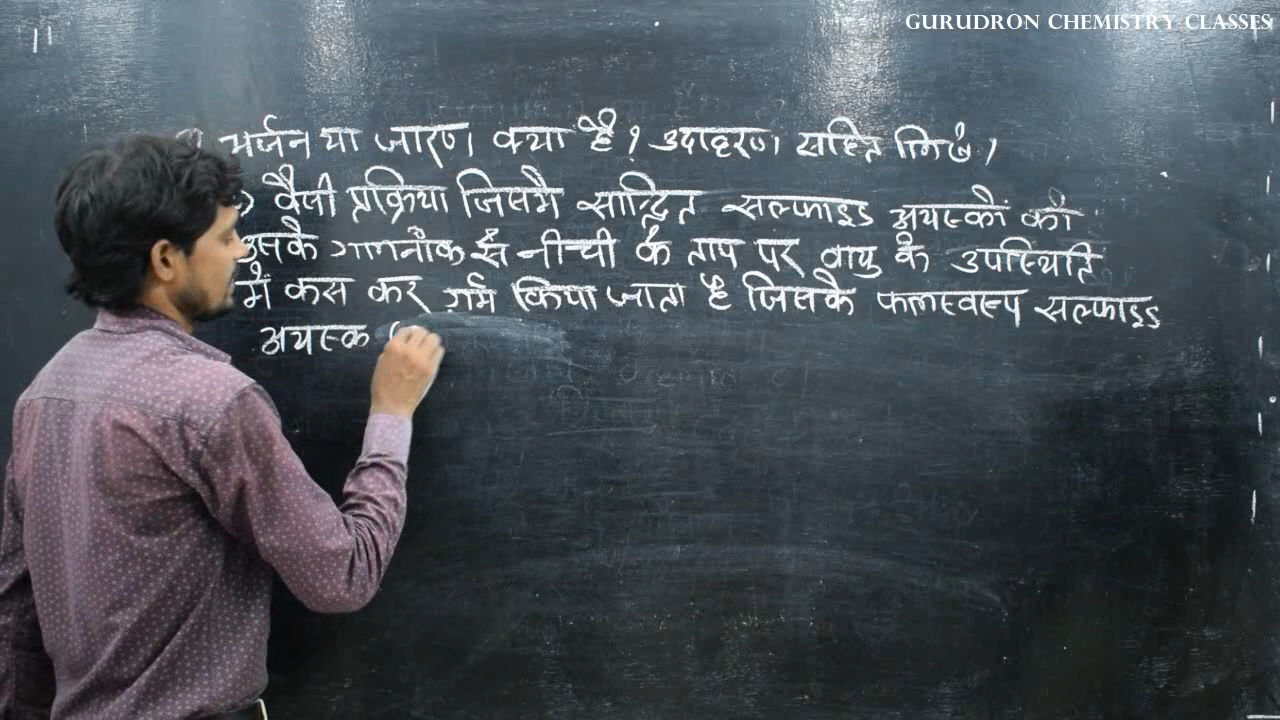 GURUDRON CHEMISTRY CLASSES
भर्जन या जारण क्या है? उदाहरण सहित लिखें।
वैसी प्रक्रिया जिसमें सान्द्रित सल्फाइड अयस्को को
उसके गलनांक से नीची के ताप पर वायु के उपस्थिति
में कस कर गर्म किया जाता है जिसके फलस्वरूप सल्फाइड
अयस्क